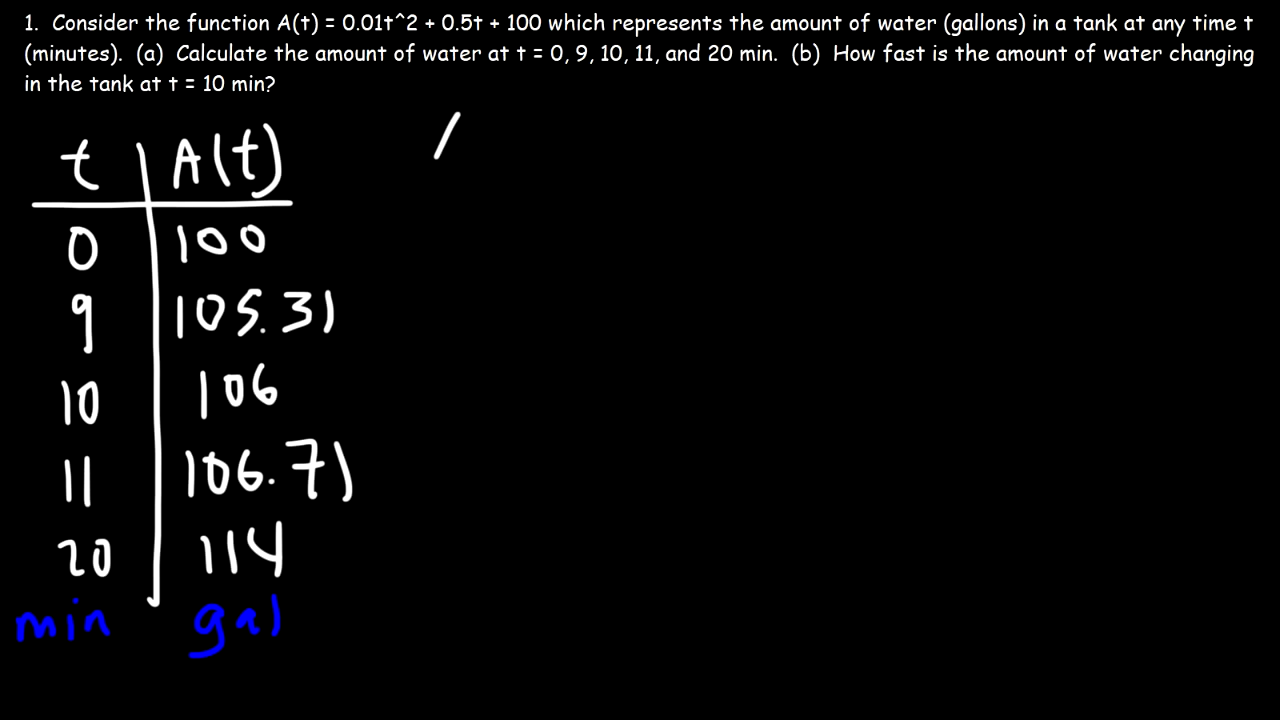 1. Consider the function A(t) = 0.01t^2 + 0.5t + 100 which represents the amount of water (gallons) in a tank at any time t
(minutes). (a) Calculate the amount of water at t = 0, 9, 10, 11, and 20 min. (b) How fast is the amount of water changing
in the tank at t = 10 min?
t A(t)
0 100
9 105.31
10 106
11 106.71
20 114
min gal